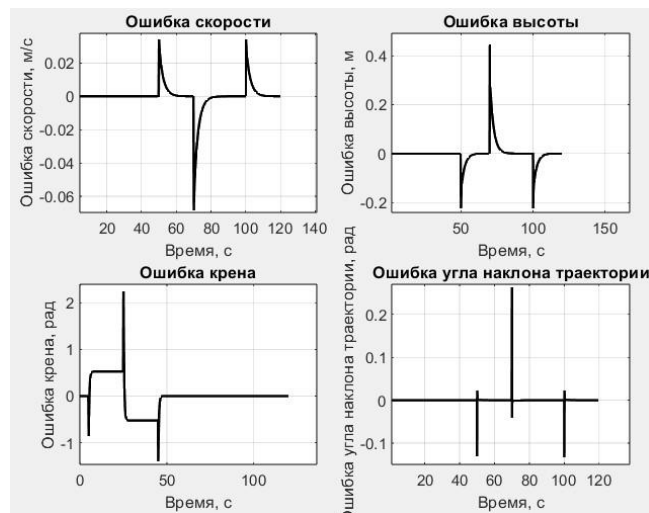 Ошибка скорости
Ошибка скорости, м/с
0.02
0
-0.02
-0.04
-0.06
20 40 60 80 100 120 140
Время, с
Ошибка высоты
Ошибка высоты, м
0.4
0.2
0
-0.2
50 100 150
Время, с
Ошибка крена
Ошибка крена, рад
2
1
0
-1
0 50 100
Время, с
Ошибка угла наклона траектории
Ошибка угла наклона траектории, рад
0.2
0.1
0
-0.1
20 40 60 80 100 120
Время, с